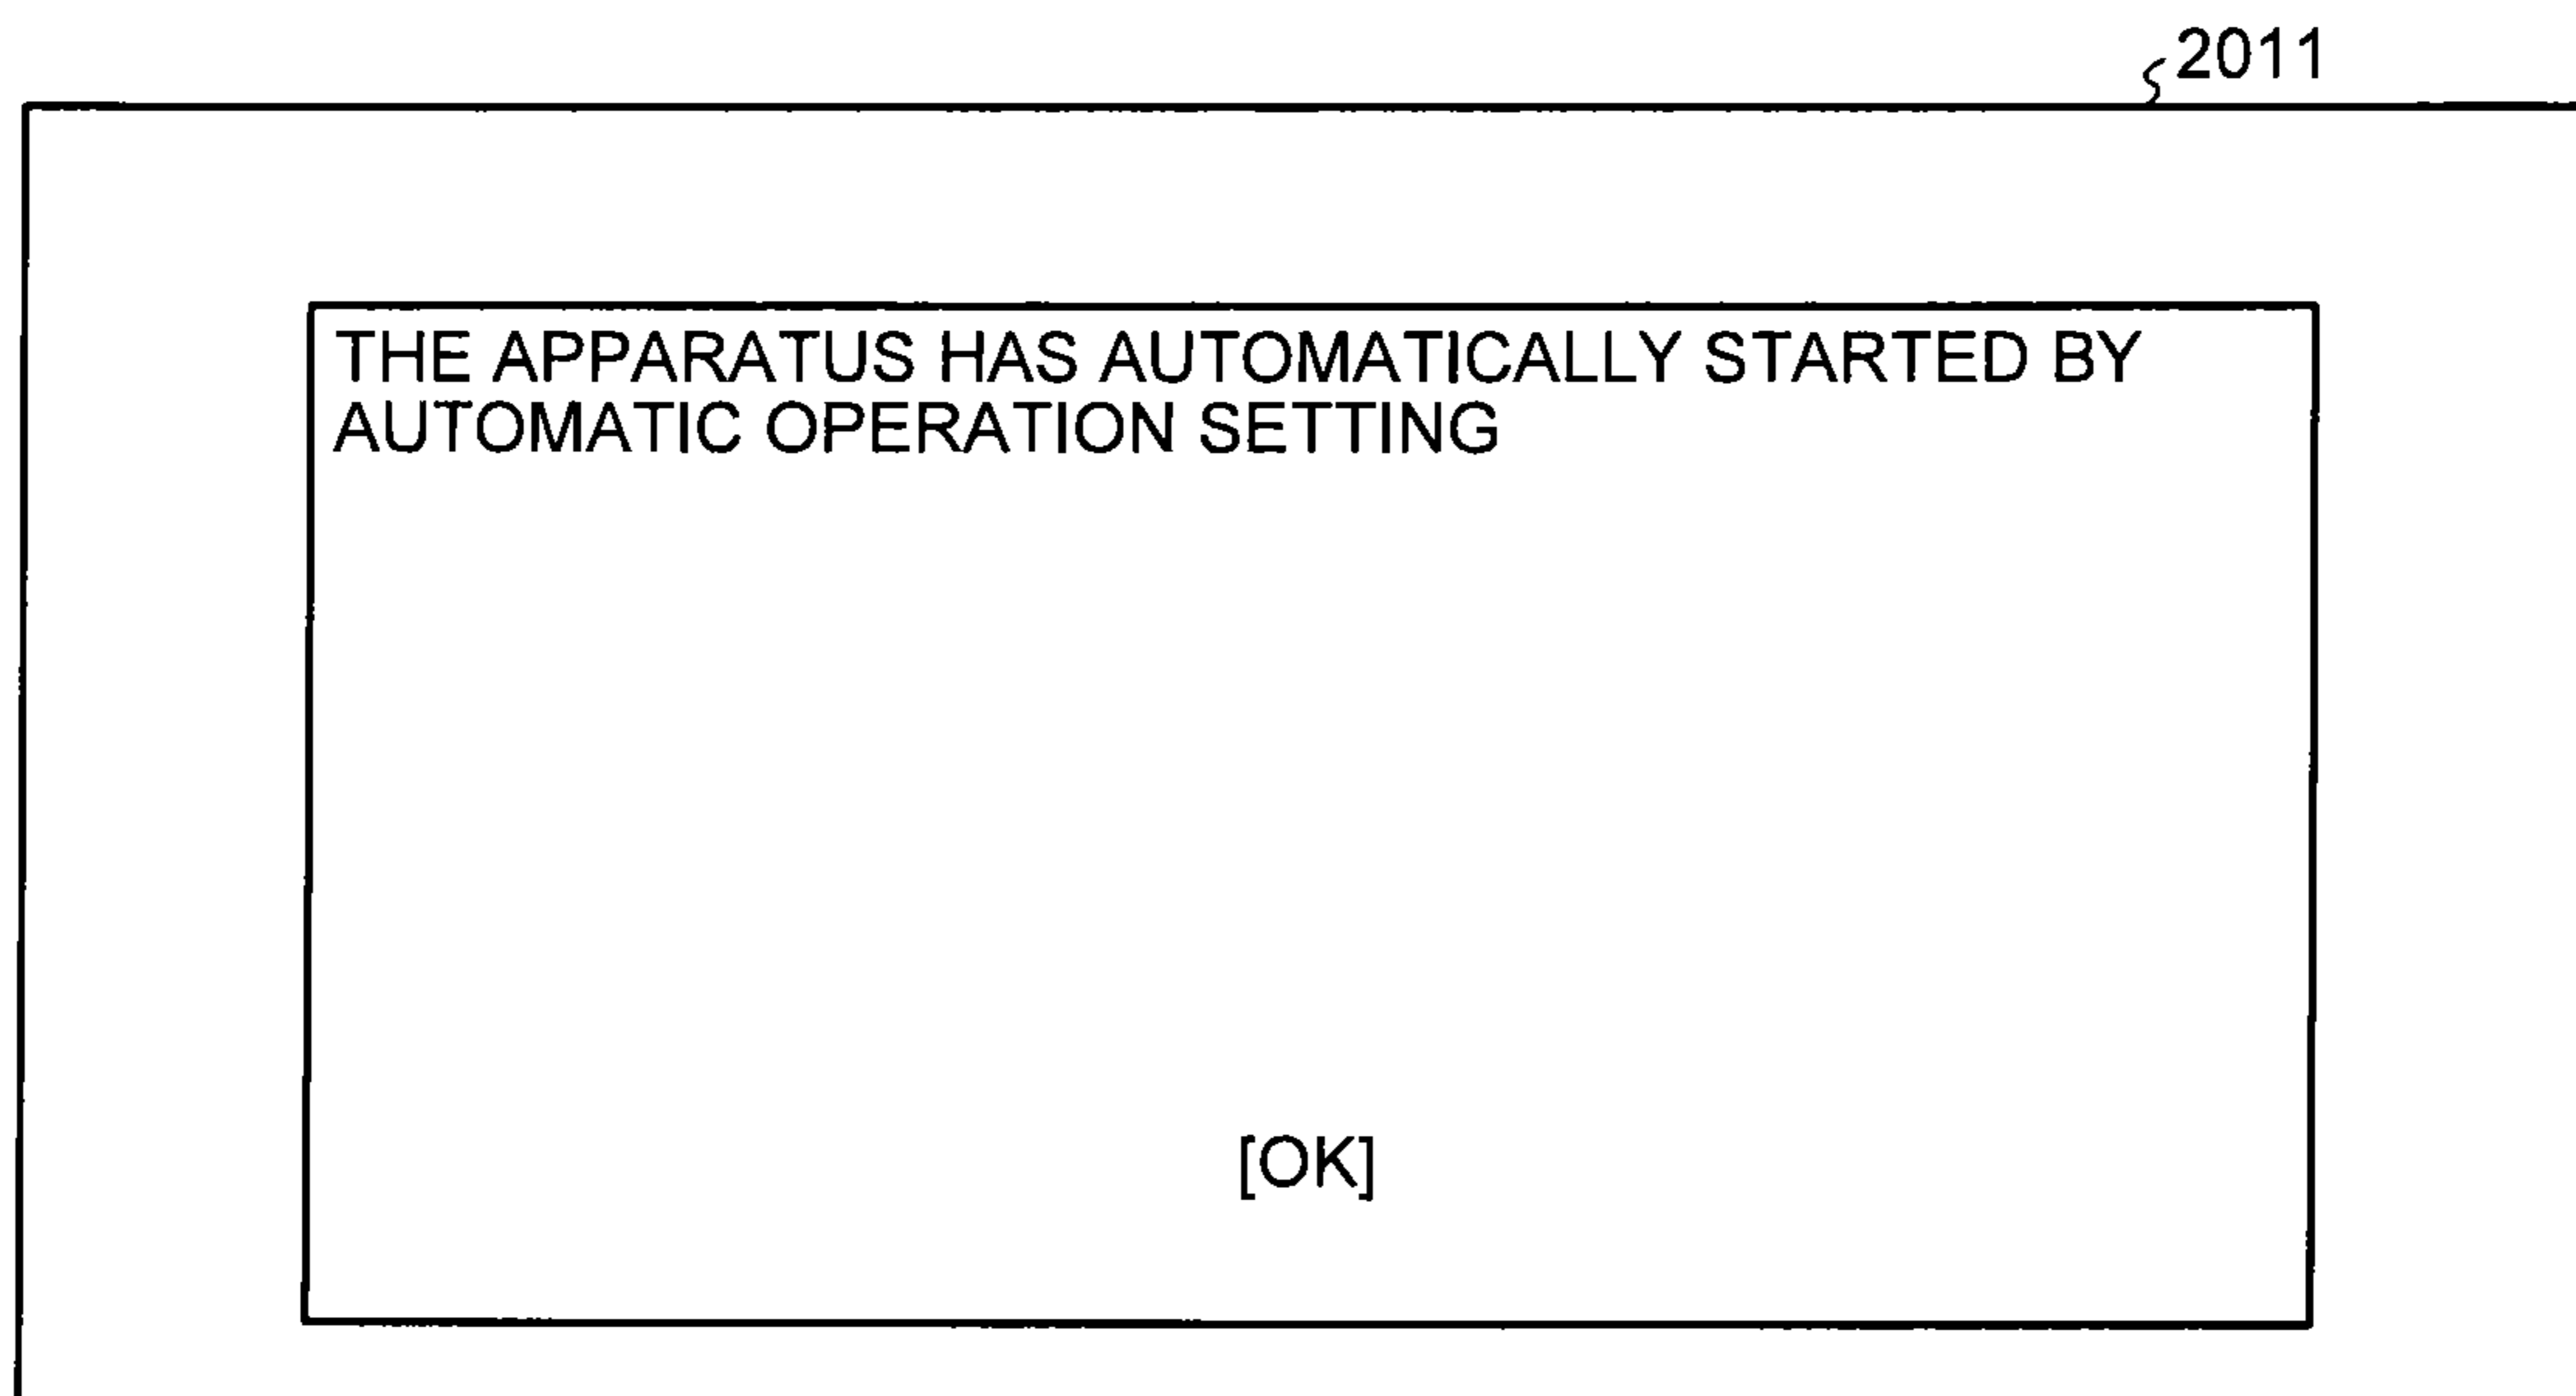 2011
THE APPARATUS HAS AUTOMATICALLY STARTED BY
AUTOMATIC OPERATION SETTING
[OK]